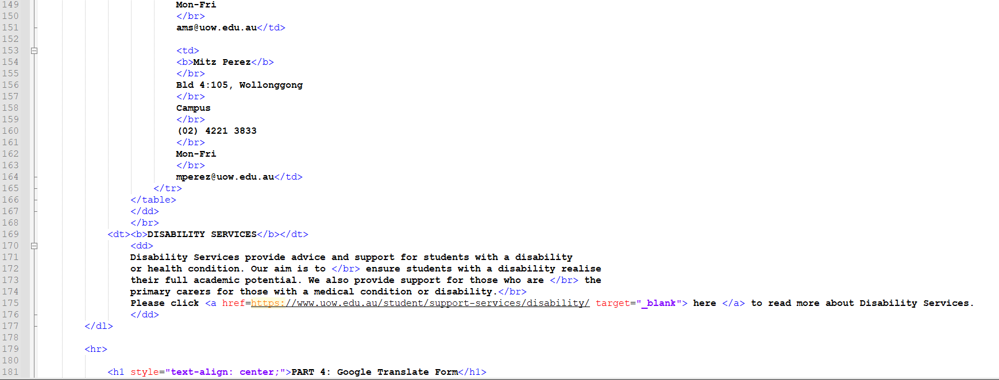 149 Mon-Fri
150 </br>
151 ams@uow.edu.au</td>
152
153 <td>
154 <b>Mitz Perez</b>
155 </br>
156 Bld 4:105, Wollonggong
157 </br>
158 Campus
159 </br>
160 (02) 4221 3833
161 </br>
162 Mon-Fri
163 </br>
164 mperez@uow.edu.au</td>
165 </tr>
166 </table>
167 </dd>
168 </br>
169 <dt><b>DISABILITY SERVICES</b></dt>
170 <dd>
171 Disability Services provide advice and support for students with a disability
172 or health condition. Our aim is to </br> ensure students with a disability realise
173 their full academic potential. We also provide support for those who are </br> the
174 primary carers for those with a medical condition or disability.</br>
175 Please click <a href=https://www.uow.edu.au/student/support-services/disability/ target="_blank"> here </a> to read more about Disability Services.
176 </dd>
177 </dl>
178
179 <hr>
180
181 <h1 style="text-align: center;">PART 4: Google Translate Form</h1>